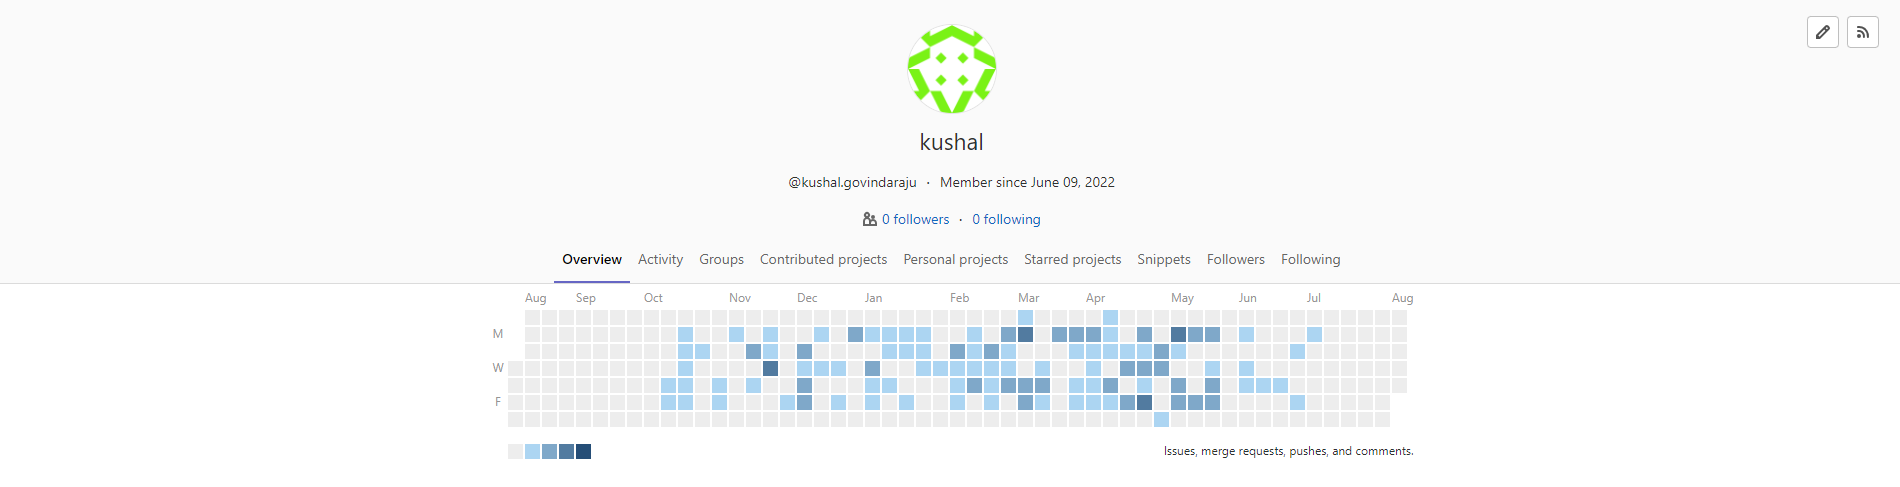 kushal
@kushal.govindaraju · Member since June 09, 2022
0 followers · 0 following
Overview Activity Groups Contributed projects Personal projects Starred projects Snippets Followers Following
Aug Sep Oct Nov Dec Jan Feb Mar Apr May Jun Jul Aug
M
W
F
Issues, merge requests, pushes, and comments.